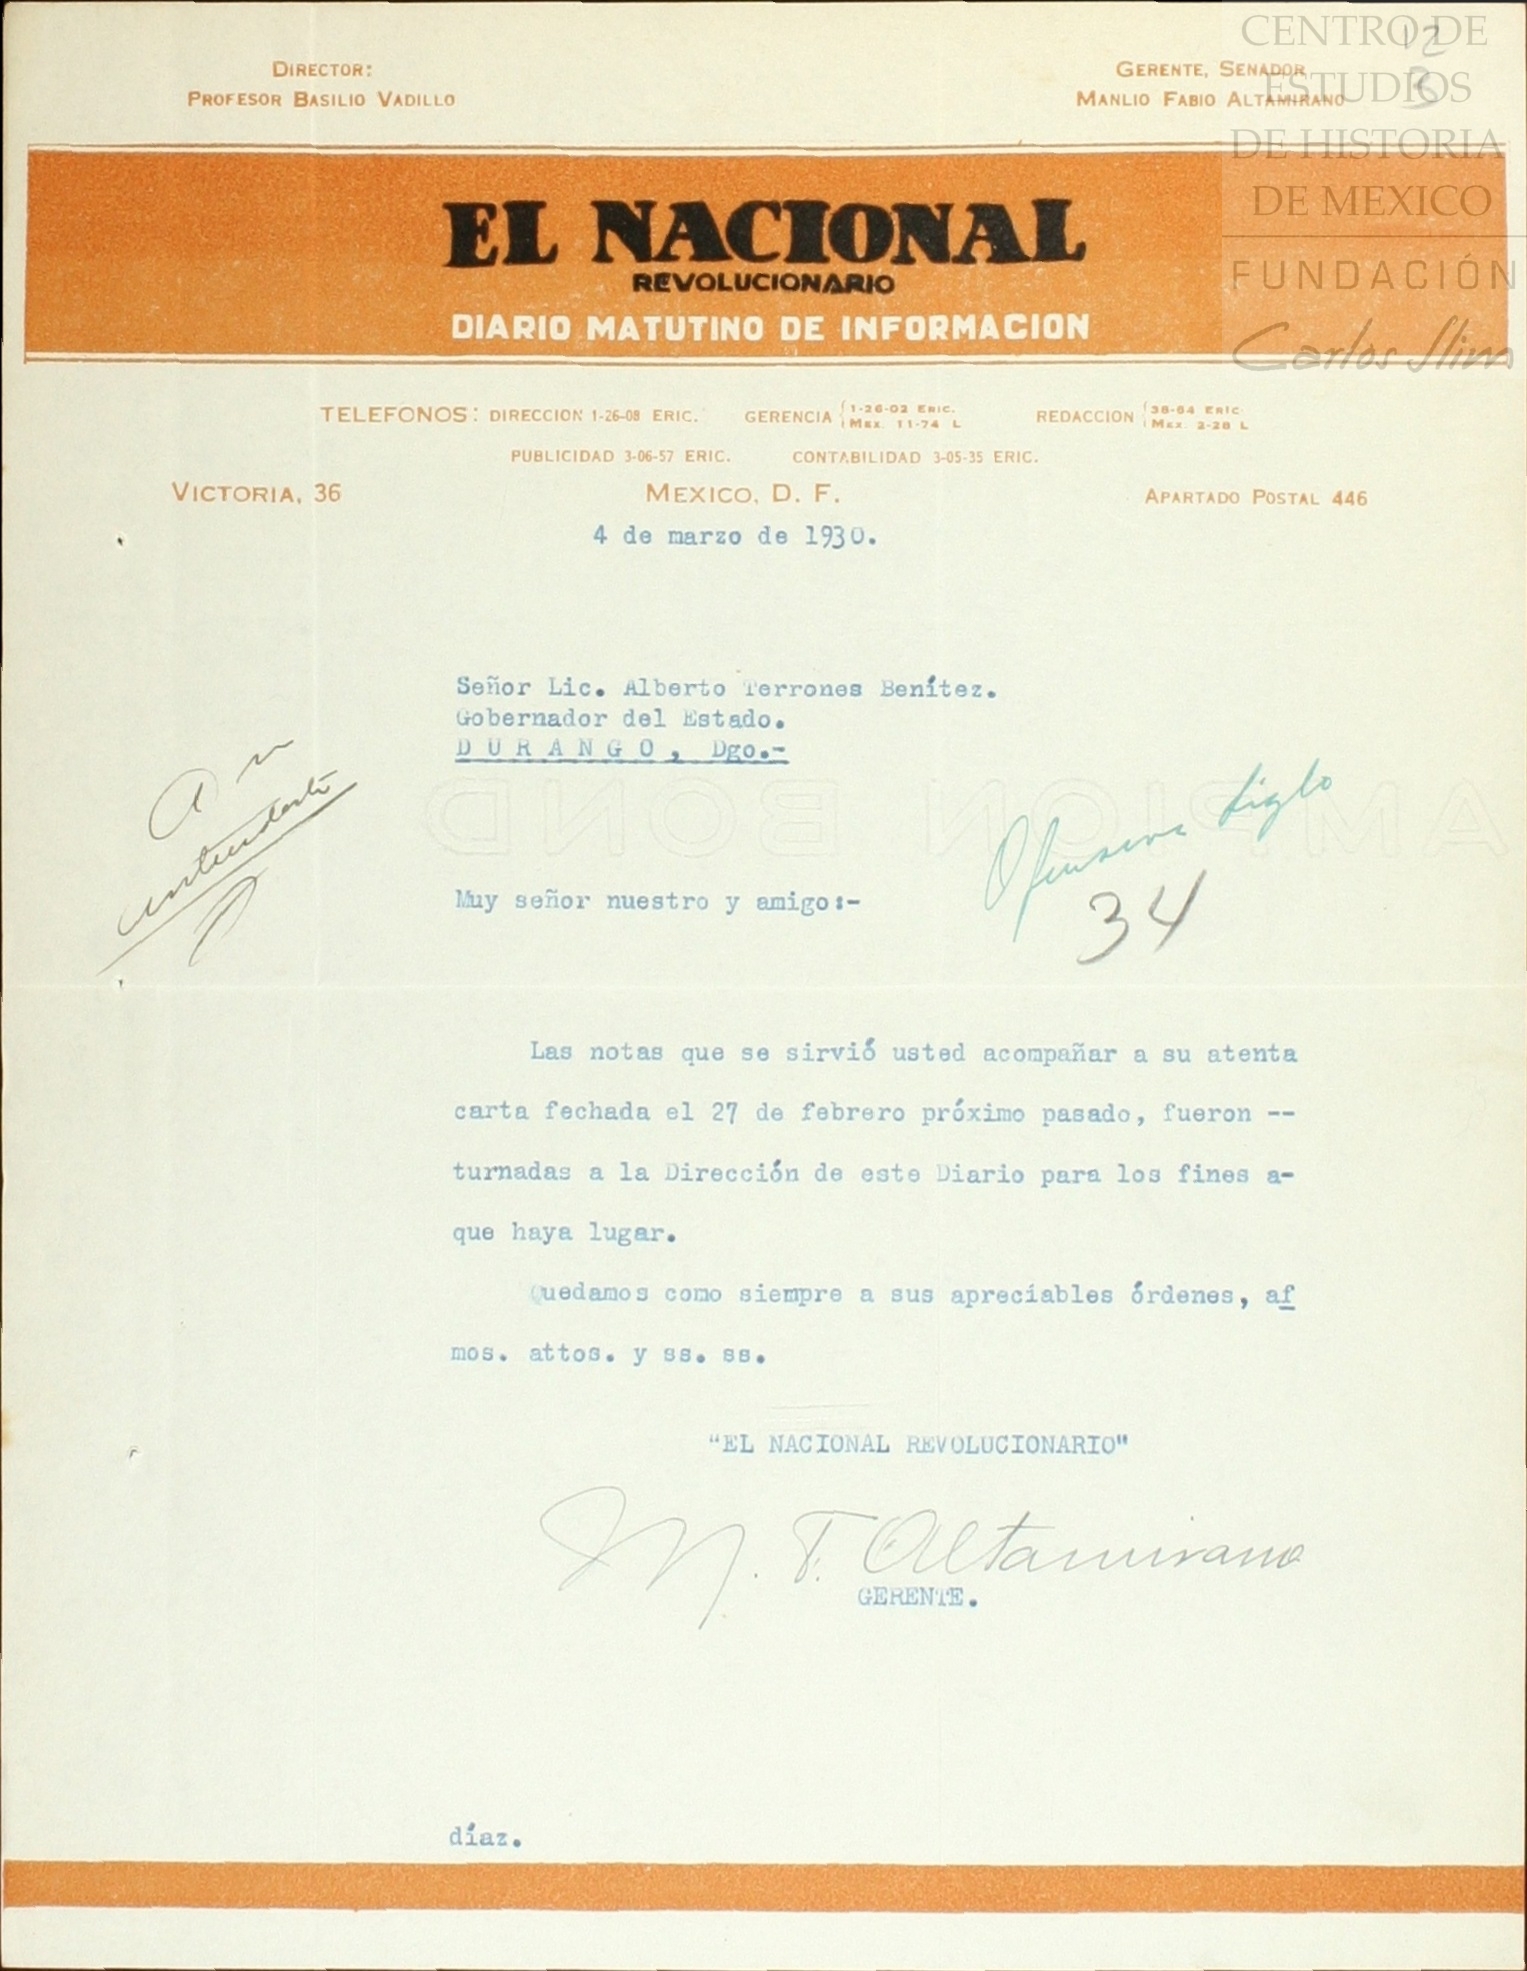 CENTRO DE
ESTUDIOS
DE HISTORIA
DE MEXICO
FUNDACIÓN
Carlos Slim
12
3
DIRECTOR:
PROFESOR BASILIO VADILLO
GERENTE, SENADOR
MANLIO FABIO ALTAMIRANO
EL NACIONAL
REVOLUCIONARIO
DIARIO MATUTINO DE INFORMACION
TELEFONOS: DIRECCION 1-26-08 ERIC. GERENCIA 1-26-02 ERIC. MEX. 11-74 L REDACCION 38-64 ERIC. MEX. 2-28 L
PUBLICIDAD 3-06-57 ERIC. CONTABILIDAD 3-05-35 ERIC.
VICTORIA, 36 MEXICO, D. F. APARTADO POSTAL 446
4 de marzo de 1930.
Señor Lic. Alberto Terrones Benítez.
Gobernador del Estado.
D U R A N G O , Dgo.-
AMPION BOND
34
Muy señor nuestro y amigo:-
Las notas que se sirvió usted acompañar a su atenta
carta fechada el 27 de febrero próximo pasado, fueron --
turnadas a la Dirección de este Diario para los fines a-
que haya lugar.
Quedamos como siempre a sus apreciables órdenes, af
mos. attos. y ss. ss.
"EL NACIONAL REVOLUCIONARIO"
M. F. Altamirano
GERENTE.
díaz.